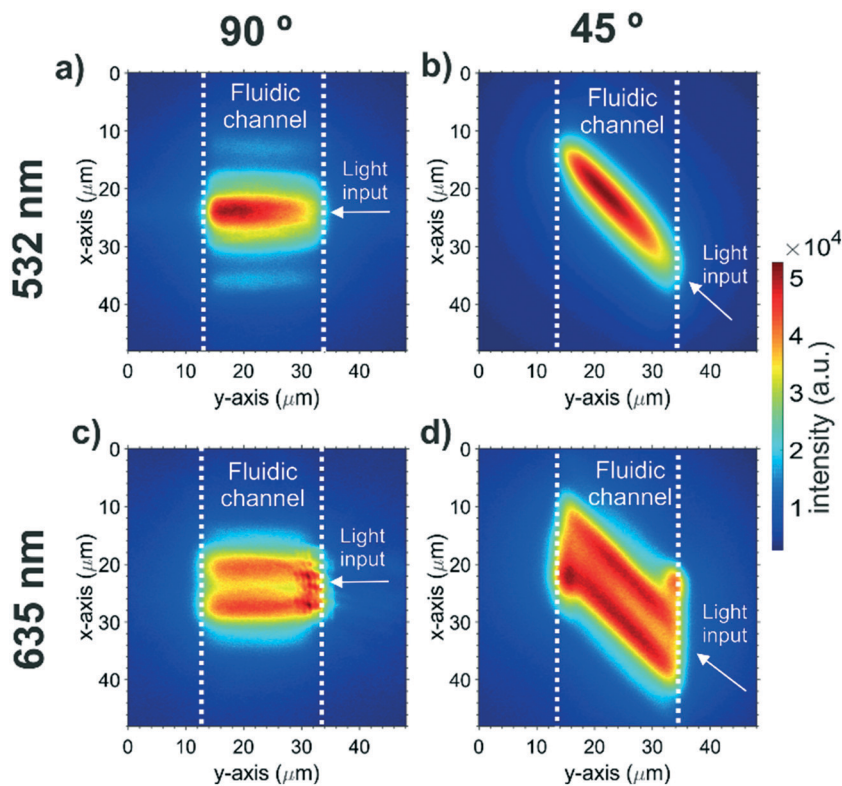 90 º
45 º
532 nm
635 nm
a)
0
10
20
30
40
x-axis (μm)
Fluidic
channel
Light
input
0
10
20
30
40
y-axis (μm)
b)
0
10
20
30
40
x-axis (μm)
Fluidic
channel
Light
input
0
10
20
30
40
y-axis (μm)
×10⁴
5
4
3
2
1
intensity (a.u.)
c)
0
10
20
30
40
x-axis (μm)
Fluidic
channel
Light
input
0
10
20
30
40
y-axis (μm)
d)
0
10
20
30
40
x-axis (μm)
Fluidic
channel
Light
input
0
10
20
30
40
y-axis (μm)